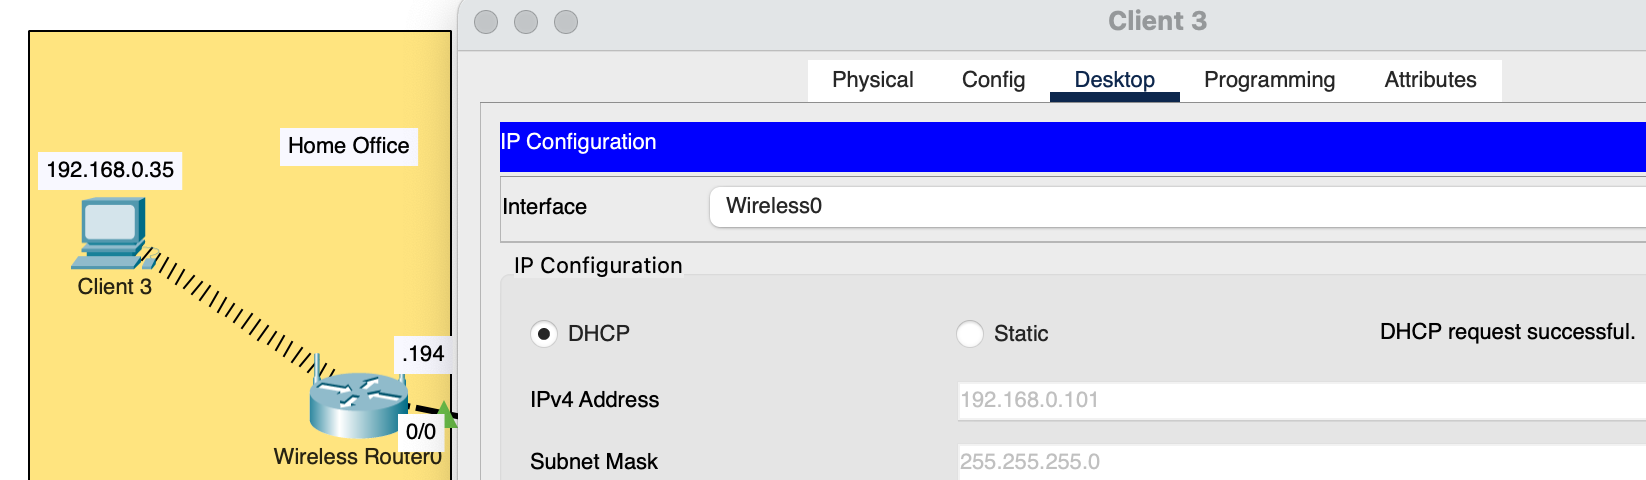 Home Office
192.168.0.35
Client 3
.194
0/0
Wireless Router0
Client 3
Physical
Config
Desktop
Programming
Attributes
IP Configuration
Interface
Wireless0
IP Configuration
DHCP
Static
DHCP request successful.
IPv4 Address
192.168.0.101
Subnet Mask
255.255.255.0